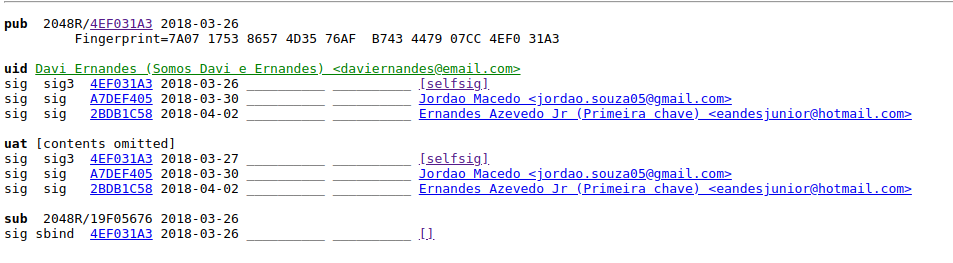 pub 2048R/4EF031A3 2018-03-26
Fingerprint=7A07 1753 8657 4D35 76AF B743 4479 07CC 4EF0 31A3
uid Davi Ernandes (Somos Davi e Ernandes) <daviernandes@email.com>
sig sig3 4EF031A3 2018-03-26 __________ __________ [selfsig]
sig sig A7DEF405 2018-03-30 __________ __________ Jordao Macedo <jordao.souza05@gmail.com>
sig sig 2BDB1C58 2018-04-02 __________ __________ Ernandes Azevedo Jr (Primeira chave) <eandesjunior@hotmail.com>
uat [contents omitted]
sig sig3 4EF031A3 2018-03-27 __________ __________ [selfsig]
sig sig A7DEF405 2018-03-30 __________ __________ Jordao Macedo <jordao.souza05@gmail.com>
sig sig 2BDB1C58 2018-04-02 __________ __________ Ernandes Azevedo Jr (Primeira chave) <eandesjunior@hotmail.com>
sub 2048R/19F05676 2018-03-26
sig sbind 4EF031A3 2018-03-26 __________ __________ []